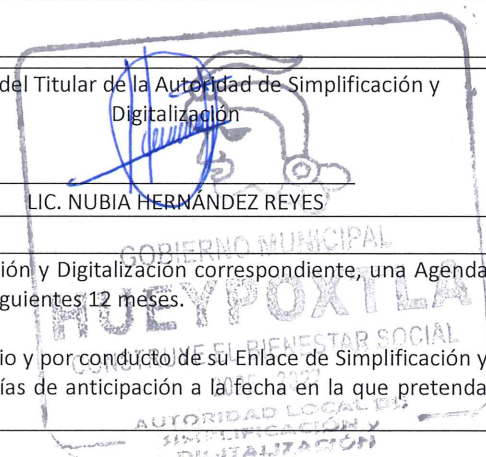 del Titular de la Autoridad de Simplificación y
Digitalización
LIC. NUBIA HERNÁNDEZ REYES
GOBIERNO MUNICIPAL
HUEYPOXTLA
ión y Digitalización correspondiente, una Agenda
guientes 12 meses.
CONSTRUYE EL BIENESTAR SOCIAL
io y por conducto de su Enlace de Simplificación y
ías de anticipación a la fecha en la que pretenda
AUTORIDAD LOCAL DE
SIMPLIFICACIÓN Y
DIGITALIZACIÓN